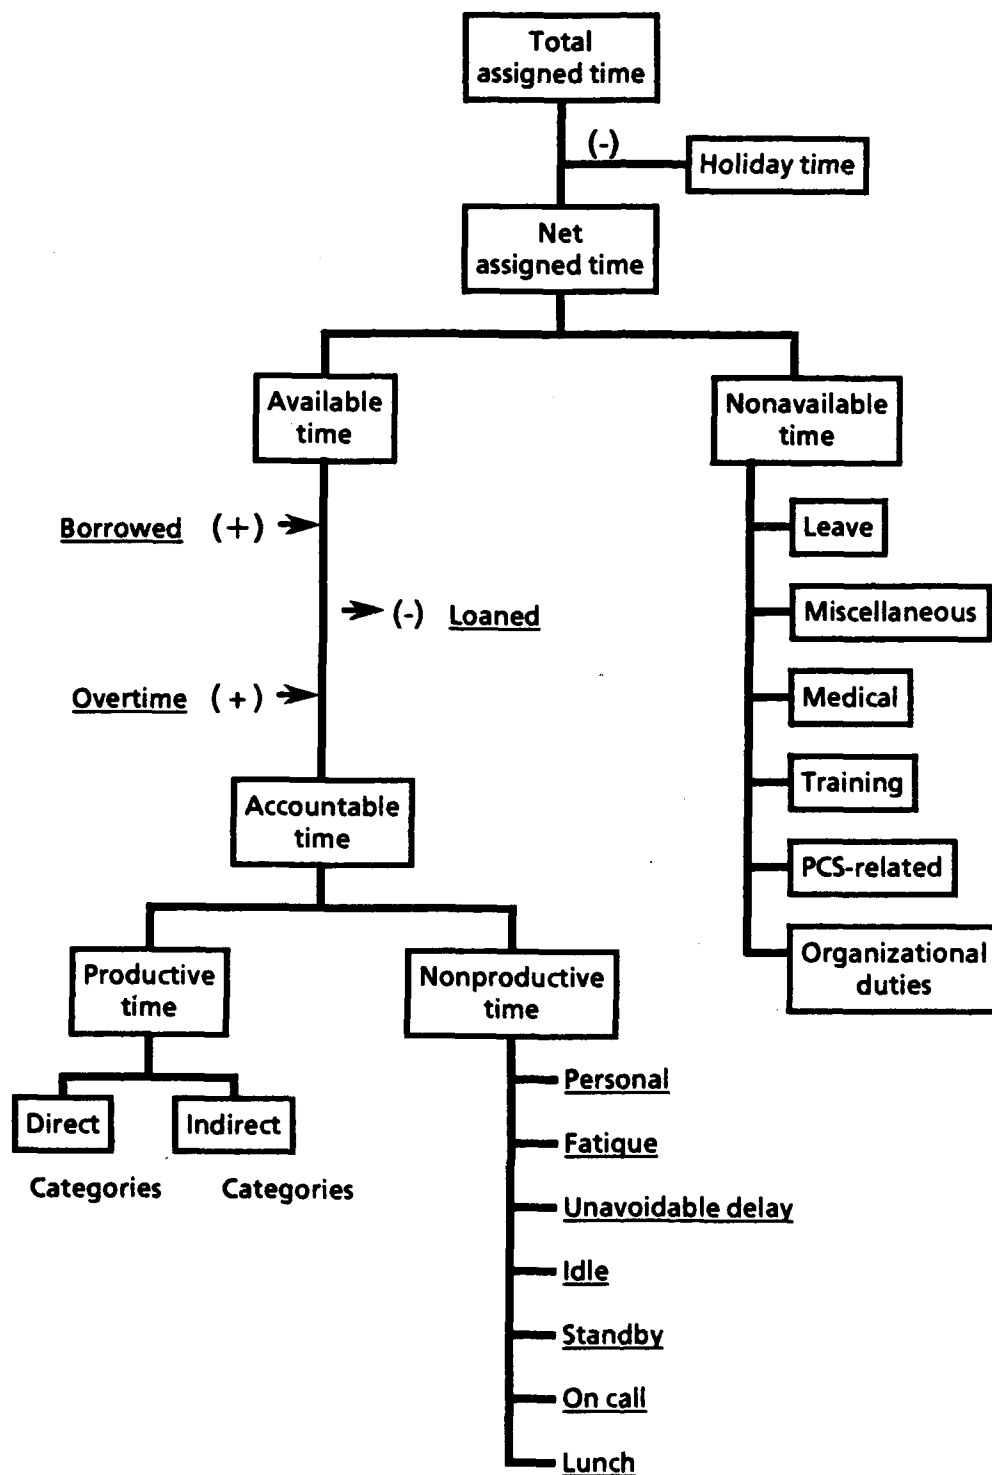 Total
assigned time
(-)
Holiday time
Net
assigned time
Available
time
Nonavailable
time
Borrowed (+)
Leave
(-) Loaned
Miscellaneous
Overtime (+)
Medical
Training
Accountable
time
PCS-related
Organizational
duties
Productive
time
Nonproductive
time
Personal
Direct
Indirect
Fatigue
Categories
Categories
Unavoidable delay
Idle
Standby
On call
Lunch